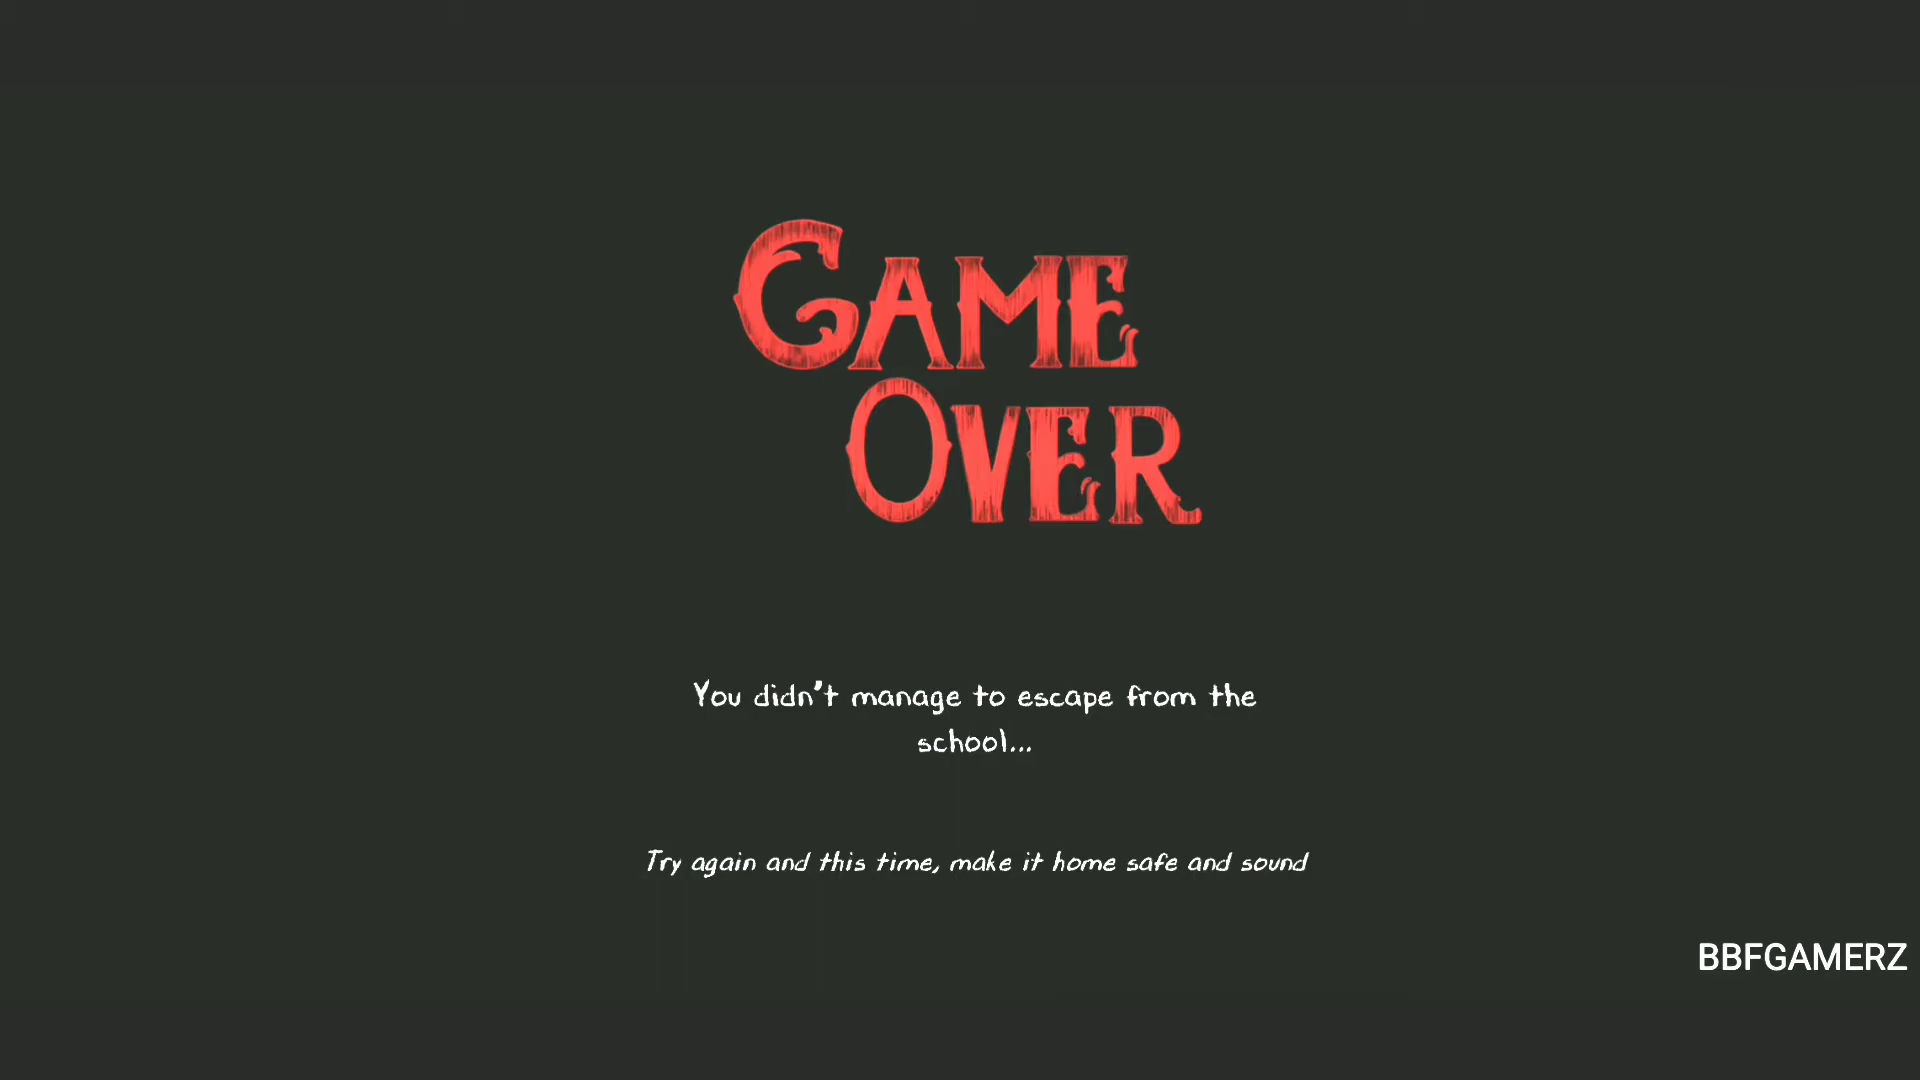 GAME
OVER
You didn't manage to escape from the
school...
Try again and this time, make it home safe and sound
BBFGAMERZ